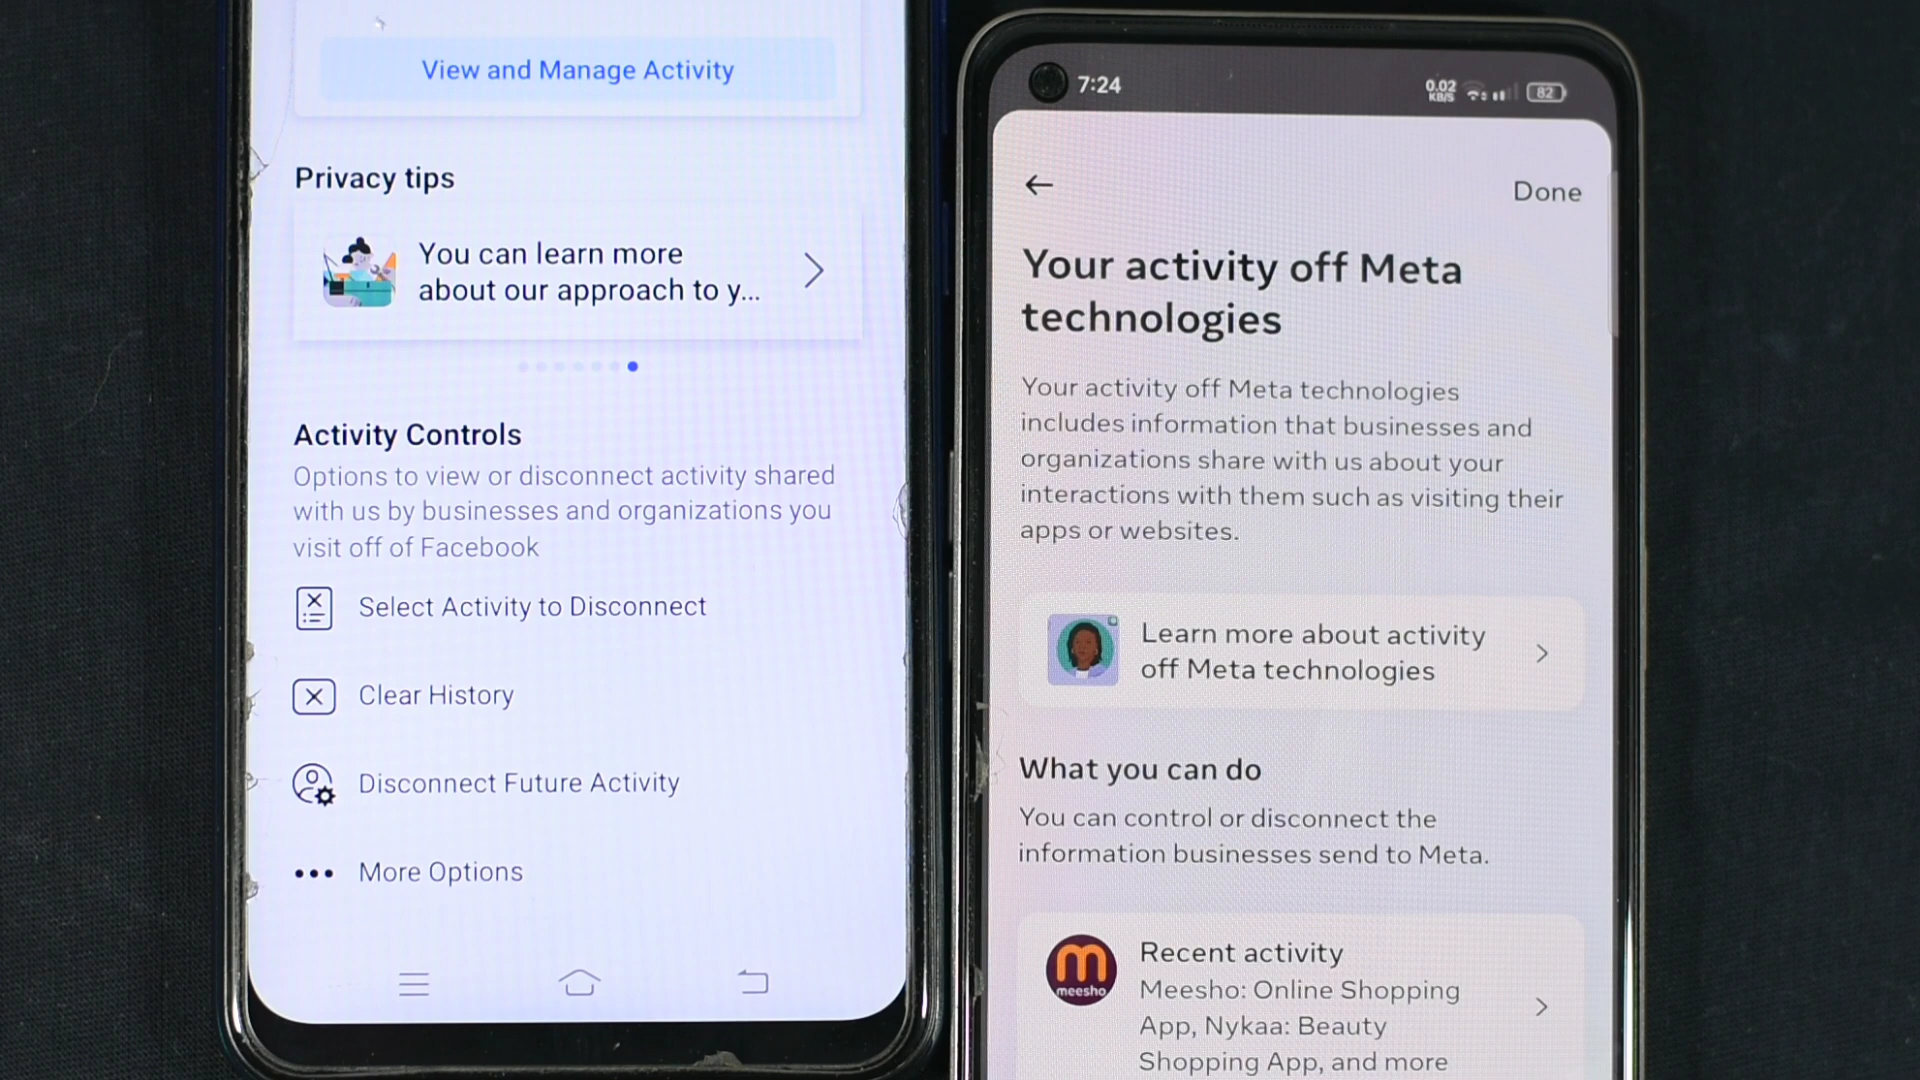 View and Manage Activity
Privacy tips
You can learn more
about our approach to y...
Activity Controls
Options to view or disconnect activity shared
with us by businesses and organizations you
visit off of Facebook
Select Activity to Disconnect
Clear History
Disconnect Future Activity
More Options
7:24
0.02
KB/S
82
Done
Your activity off Meta
technologies
Your activity off Meta technologies
includes information that businesses and
organizations share with us about your
interactions with them such as visiting their
apps or websites.
Learn more about activity
off Meta technologies
What you can do
You can control or disconnect the
information businesses send to Meta.
m
meesho
Recent activity
Meesho: Online Shopping
App, Nykaa: Beauty
Shopping App, and more